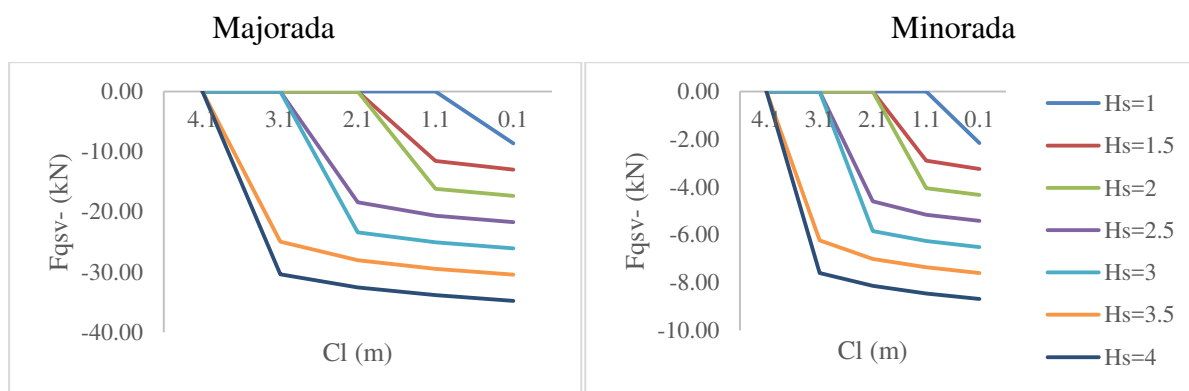 Majorada
Minorada
0.00
-10.00
-20.00
-30.00
-40.00
Fqsv- (kN)
4.1
3.1
2.1
1.1
0.1
Cl (m)
0.00
-2.00
-4.00
-6.00
-8.00
-10.00
Fqsv- (kN)
4.1
3.1
2.1
1.1
0.1
Cl (m)
Hs=1
Hs=1.5
Hs=2
Hs=2.5
Hs=3
Hs=3.5
Hs=4